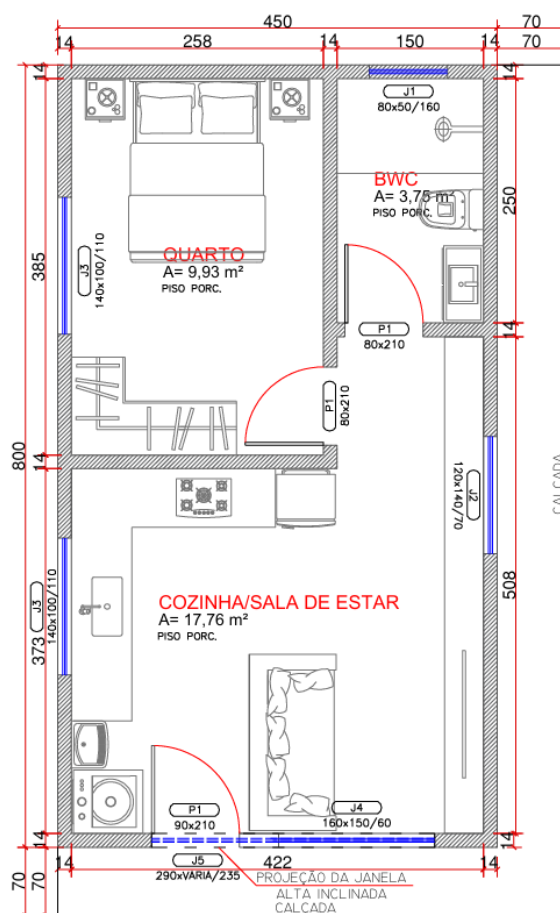 450
70
14
258
14
150
14
70
14
14
J1
80x50/160
BWC
A= 3,75 m²
PISO PORC.
250
QUARTO
A= 9,93 m²
PISO PORC.
J3
140x100/110
385
P1
80x210
14
P1
80x210
800
14
J2
120x140/70
CALÇADA
COZINHA/SALA DE ESTAR
A= 17,76 m²
PISO PORC.
J3
140x100/110
373
508
P1
90x210
J4
160x150/60
14
14
14
J5
290xVARIA/235
422
14
PROJEÇÃO DA JANELA
ALTA INCLINADA
CALÇADA
70
70